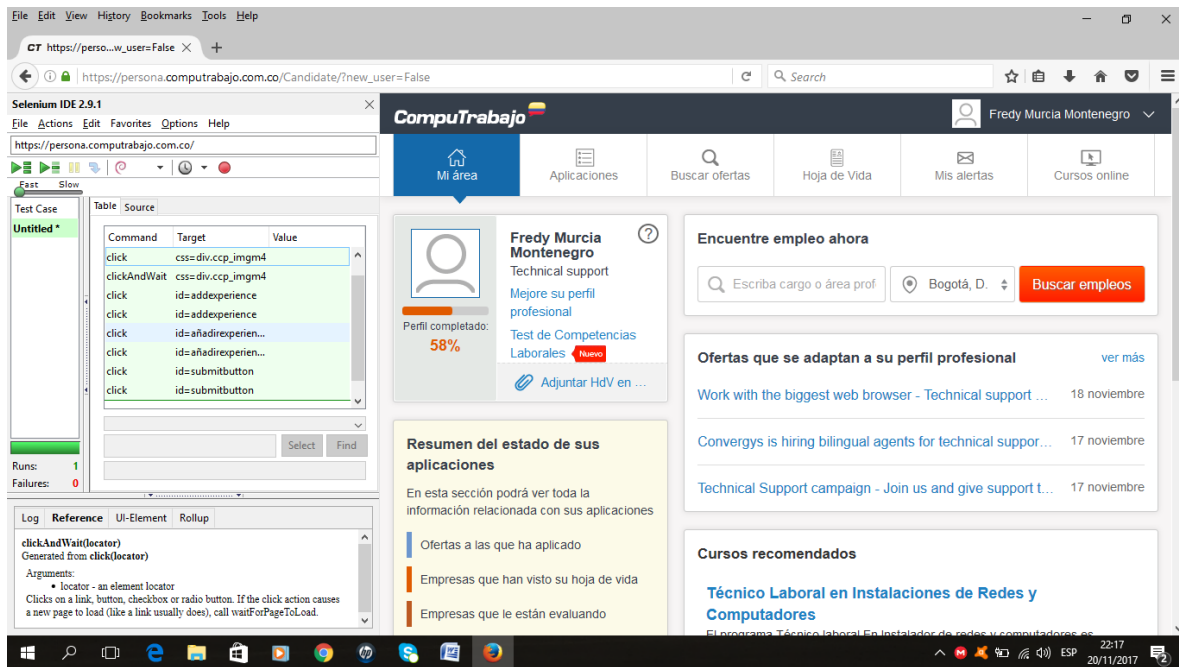 File Edit View History Bookmarks Tools Help
CT https://perso...w_user=False
https://persona.computrabajo.com.co/Candidate/?new_user=False
Search
Selenium IDE 2.9.1
File Actions Edit Favorites Options Help
https://persona.computrabajo.com.co/
Fast Slow
Test Case
Untitled *
Table Source
Command Target Value
click css=div.ccp_imgm4
clickAndWait css=div.ccp_imgm4
click id=addexperience
click id=addexperience
click id=añadirexperien...
click id=añadirexperien...
click id=submitbutton
click id=submitbutton
Select Find
Runs: 1
Failures: 0
Log Reference UI-Element Rollup
clickAndWait(locator)
Generated from click(locator)
Arguments:
• locator - an element locator
Clicks on a link, button, checkbox or radio button. If the click action causes
a new page to load (like a link usually does), call waitForPageToLoad.
CompuTrabajo
Fredy Murcia Montenegro
Mi área
Aplicaciones
Buscar ofertas
Hoja de Vida
Mis alertas
Cursos online
Fredy Murcia
Montenegro
Technical support
Mejore su perfil
profesional
Test de Competencias
Laborales Nuevo
Perfil completado:
58%
Adjuntar HdV en ...
Encuentre empleo ahora
Escriba cargo o área prof
Bogotá, D.
Buscar empleos
Ofertas que se adaptan a su perfil profesional
ver más
Work with the biggest web browser - Technical support ... 18 noviembre
Convergys is hiring bilingual agents for technical suppor... 17 noviembre
Technical Support campaign - Join us and give support t... 17 noviembre
Resumen del estado de sus
aplicaciones
En esta sección podrá ver toda la
información relacionada con sus aplicaciones
Ofertas a las que ha aplicado
Empresas que han visto su hoja de vida
Empresas que le están evaluando
Cursos recomendados
Técnico Laboral en Instalaciones de Redes y
Computadores
El programa Técnico laboral En Instalador de redes y computadores es
ESP
22:17
20/11/2017
2